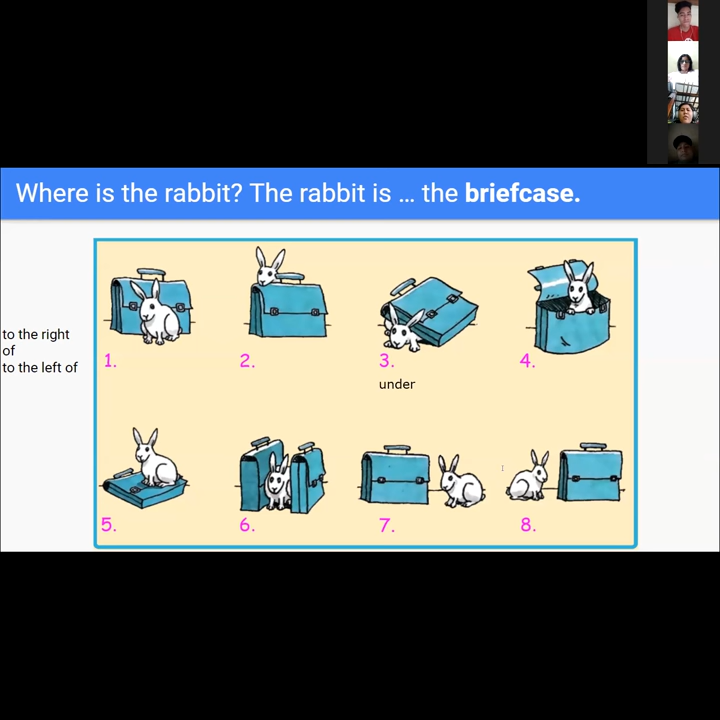 Where is the rabbit? The rabbit is ... the briefcase.
to the right
of
to the left of
1.
2.
3.
4.
under
5.
6.
7.
8.